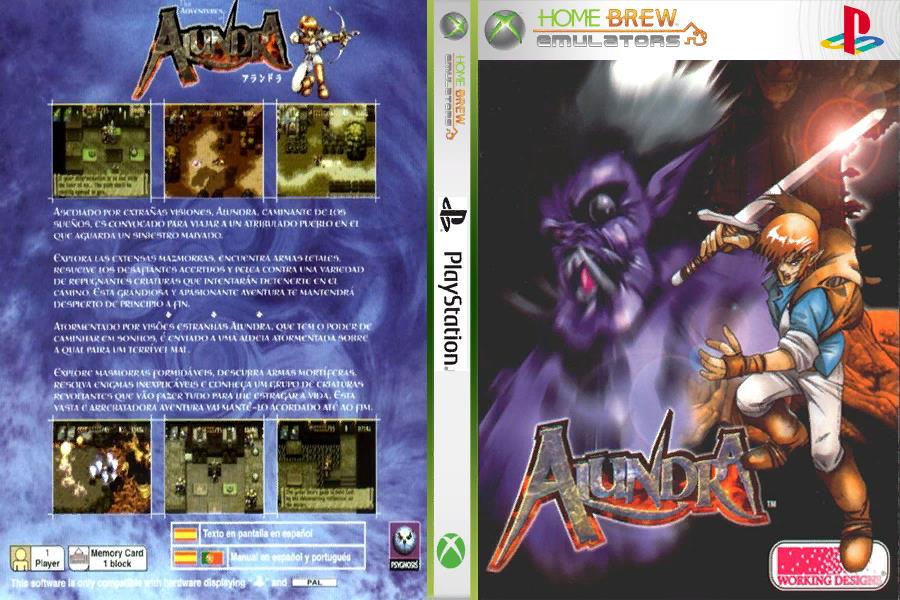 THE
ADVENTURES OF
ALUNDRA
アランドラ
Asediado por extrañas visiones, Alundra, caminante de los
sueños, es convocado para viajar a un atribulado pueblo en el
que aguarda un siniestro malvado.
Explora las extensas mazmorras, encuentra armas letales,
resuelve los desafiantes acertijos y pelea contra una variedad
de repugnantes criaturas que intentarán detenerte en el
camino. Esta grandiosa y apasionante aventura te mantendrá
despierto de principio a fin.
Atormentado por visões estranhas Alundra, que tem o poder de
caminhar em sonhos, é enviado a uma aldeia atormentada sobre
a qual paira um terrível mal.
Explore masmorras formidáveis, descubra armas mortíferas,
resolva enigmas inexplicáveis e conheça um grupo de criaturas
revoltantes que vão fazer tudo para lhe estragar a vida. Esta
vasta e arrebatadora aventura vai mantê-lo acordado até ao fim.
1
Player
Memory Card
1 block
Texto en pantalla en español
Manual en español y portugués
PSYGNOSIS
This software is only compatible with hardware displaying " " and PAL
HOME BREW
EMULATORS
PlayStation
HOME BREW
EMULATORS
ALUNDRA
TM
WORKING DESIGNS